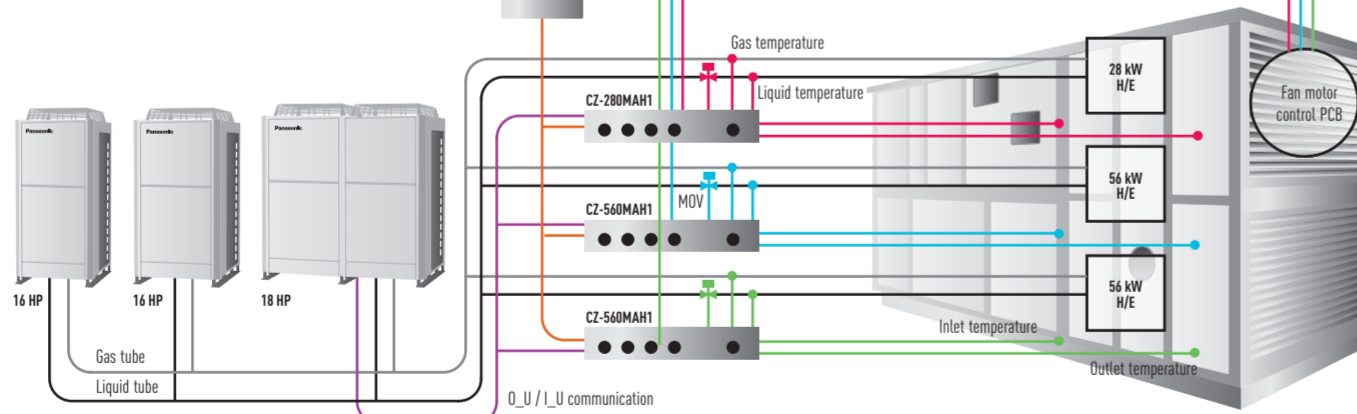 Gas temperature
28 kW
H/E
Fan motor
control PCB
Liquid temperature
CZ-280MAH1
Panasonic
Panasonic
Panasonic
56 kW
H/E
MOV
CZ-560MAH1
56 kW
H/E
16 HP
16 HP
18 HP
CZ-560MAH1
Inlet temperature
Gas tube
Outlet temperature
Liquid tube
O_U / I_U communication